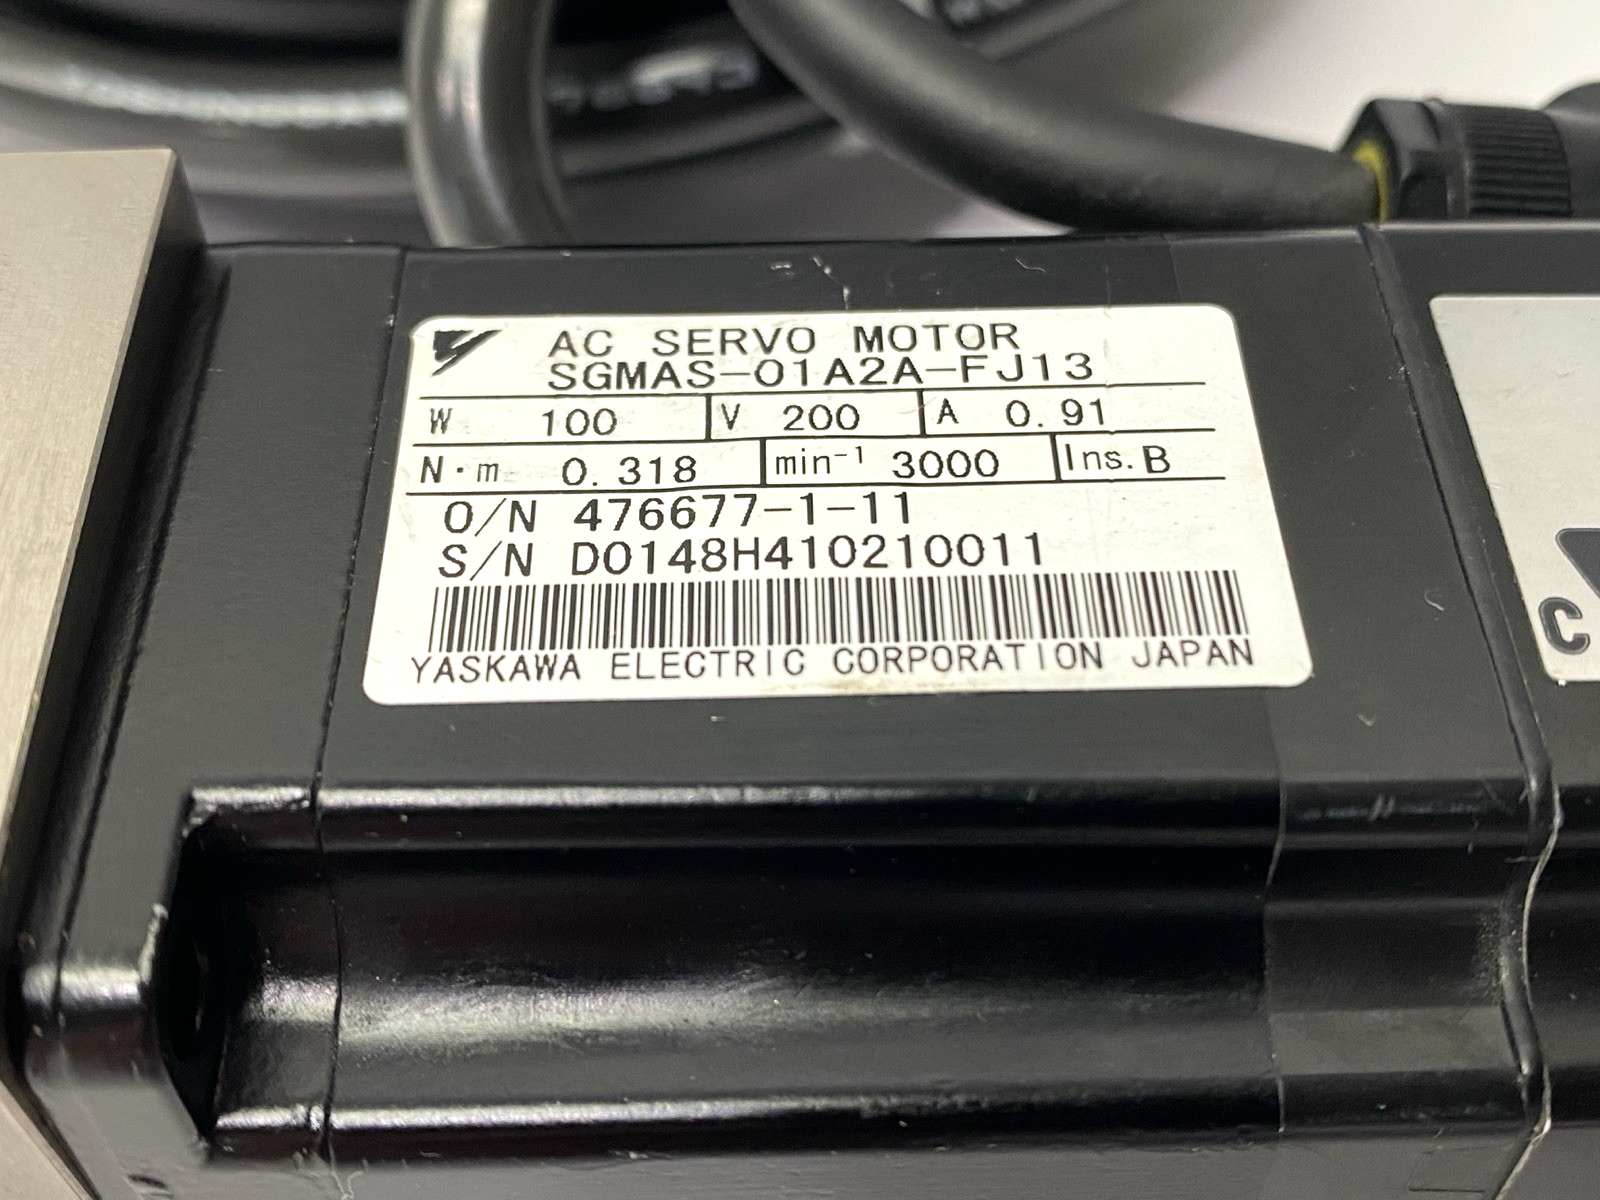 AC SERVO MOTOR
SGMAS-01A2A-FJ13
W 100 V 200 A 0.91
N·m 0.318 min⁻¹ 3000 Ins. B
O/N 476677-1-11
S/N D0148H410210011
YASKAWA ELECTRIC CORPORATION JAPAN
C